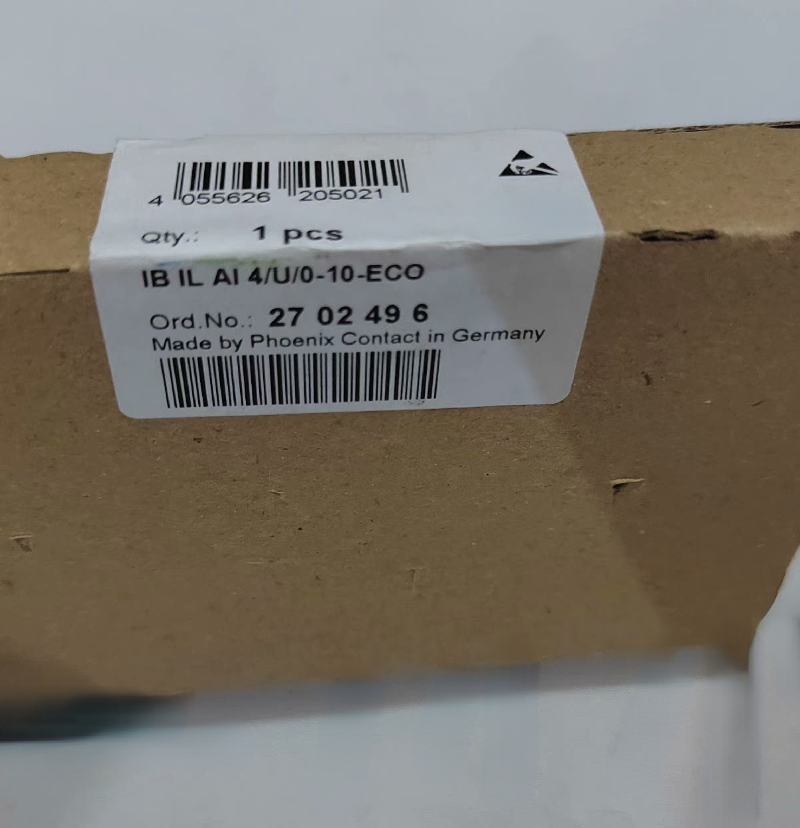 4 055626 205021
Qty.: 1 pcs
IB IL AI 4/U/0-10-ECO
Ord.No.: 27 02 49 6
Made by Phoenix Contact in Germany